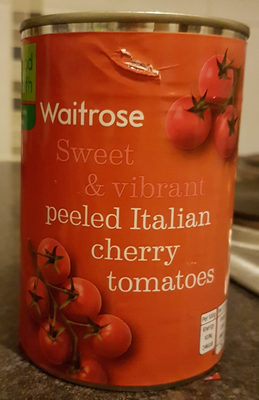 Waitrose
Sweet
& vibrant
peeled Italian
cherry
tomatoes